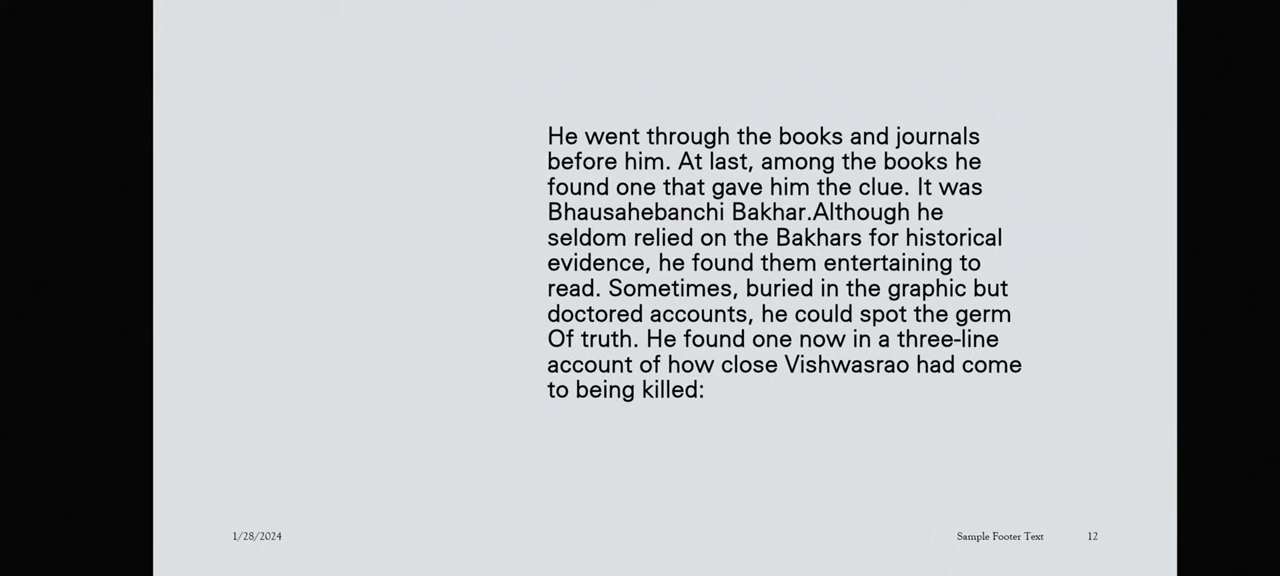 He went through the books and journals
before him. At last, among the books he
found one that gave him the clue. It was
Bhausahebanchi Bakhar.Although he
seldom relied on the Bakhars for historical
evidence, he found them entertaining to
read. Sometimes, buried in the graphic but
doctored accounts, he could spot the germ
Of truth. He found one now in a three-line
account of how close Vishwasrao had come
to being killed:
1/28/2024
Sample Footer Text
12